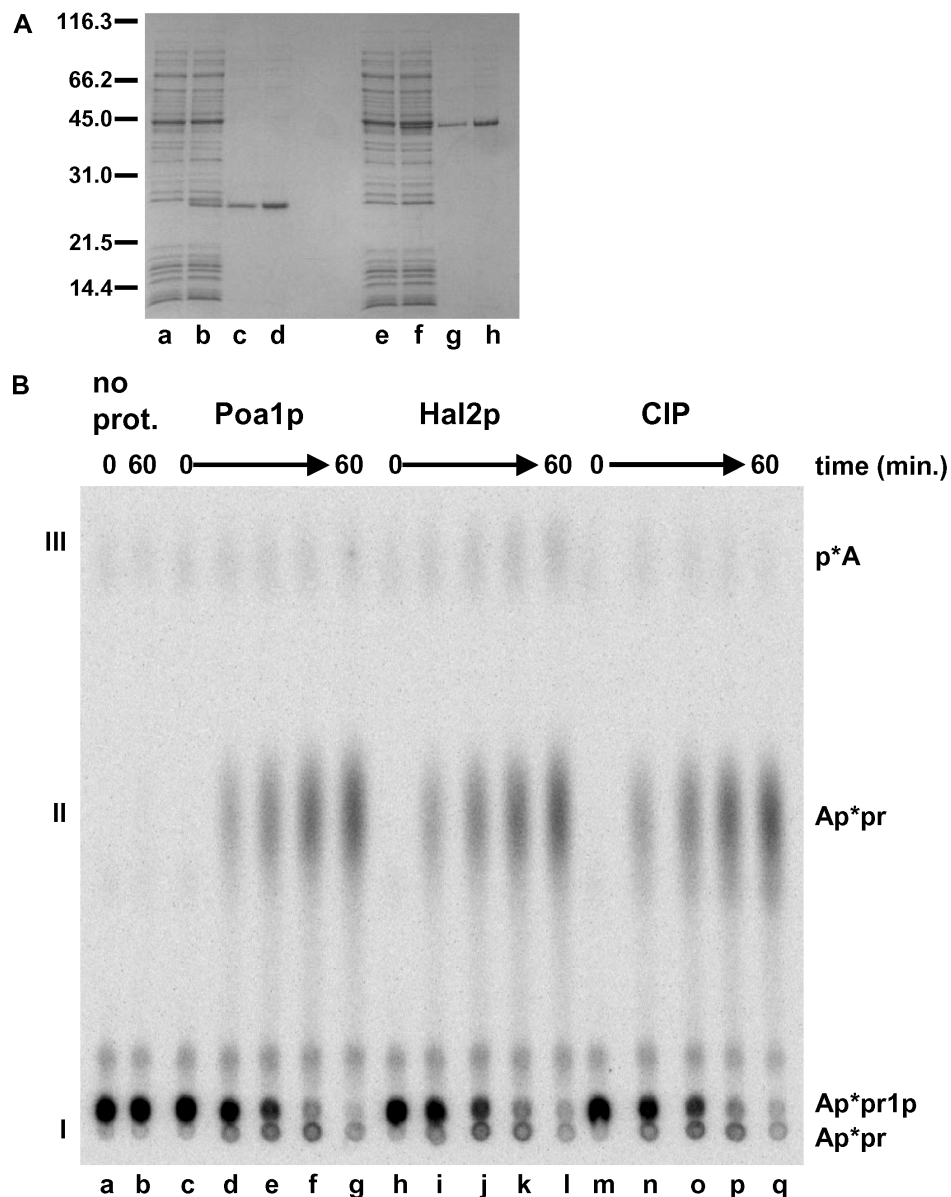 A
116.3
66.2
45.0
31.0
21.5
14.4
a b c d e f g h
B
no prot. Poa1p Hal2p CIP
0 60 0 60 0 60 0 60 time (min.)
III p*A
II Ap*pr
Ap*pr1p
I Ap*pr
a b c d e f g h i j k l m n o p q